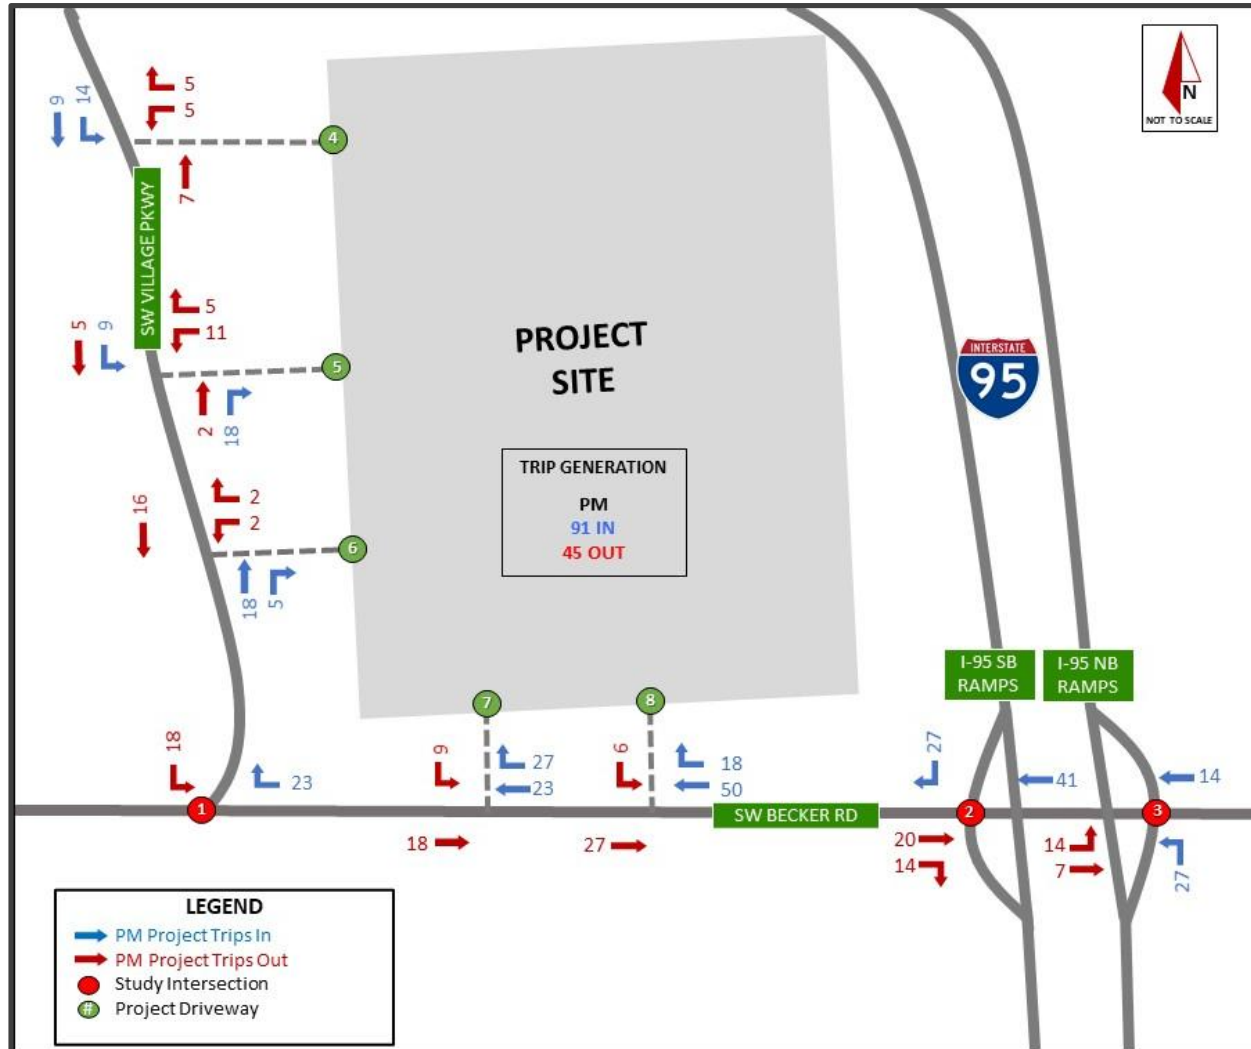 N
NOT TO SCALE
9
14
5
5
4
7
SW VILLAGE PKWY
5
11
5
9
5
2
18
PROJECT
SITE
INTERSTATE
95
TRIP GENERATION
PM
91 IN
45 OUT
16
2
2
6
18
5
I-95 SB
RAMPS
I-95 NB
RAMPS
7
8
18
23
9
27
23
6
18
50
27
41
14
1
SW BECKER RD
2
3
18
27
20
14
14
7
27
LEGEND
PM Project Trips In
PM Project Trips Out
Study Intersection
# Project Driveway